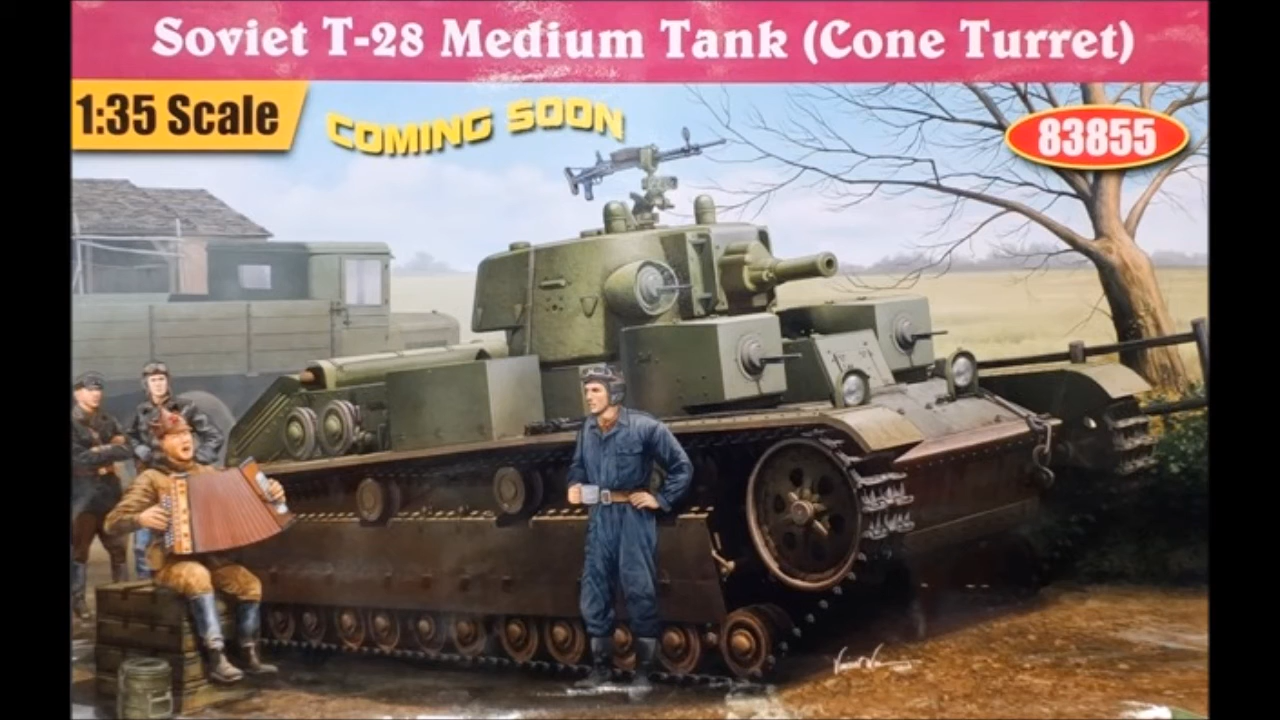 Soviet T-28 Medium Tank (Cone Turret)
1:35 Scale
COMING SOON
83855